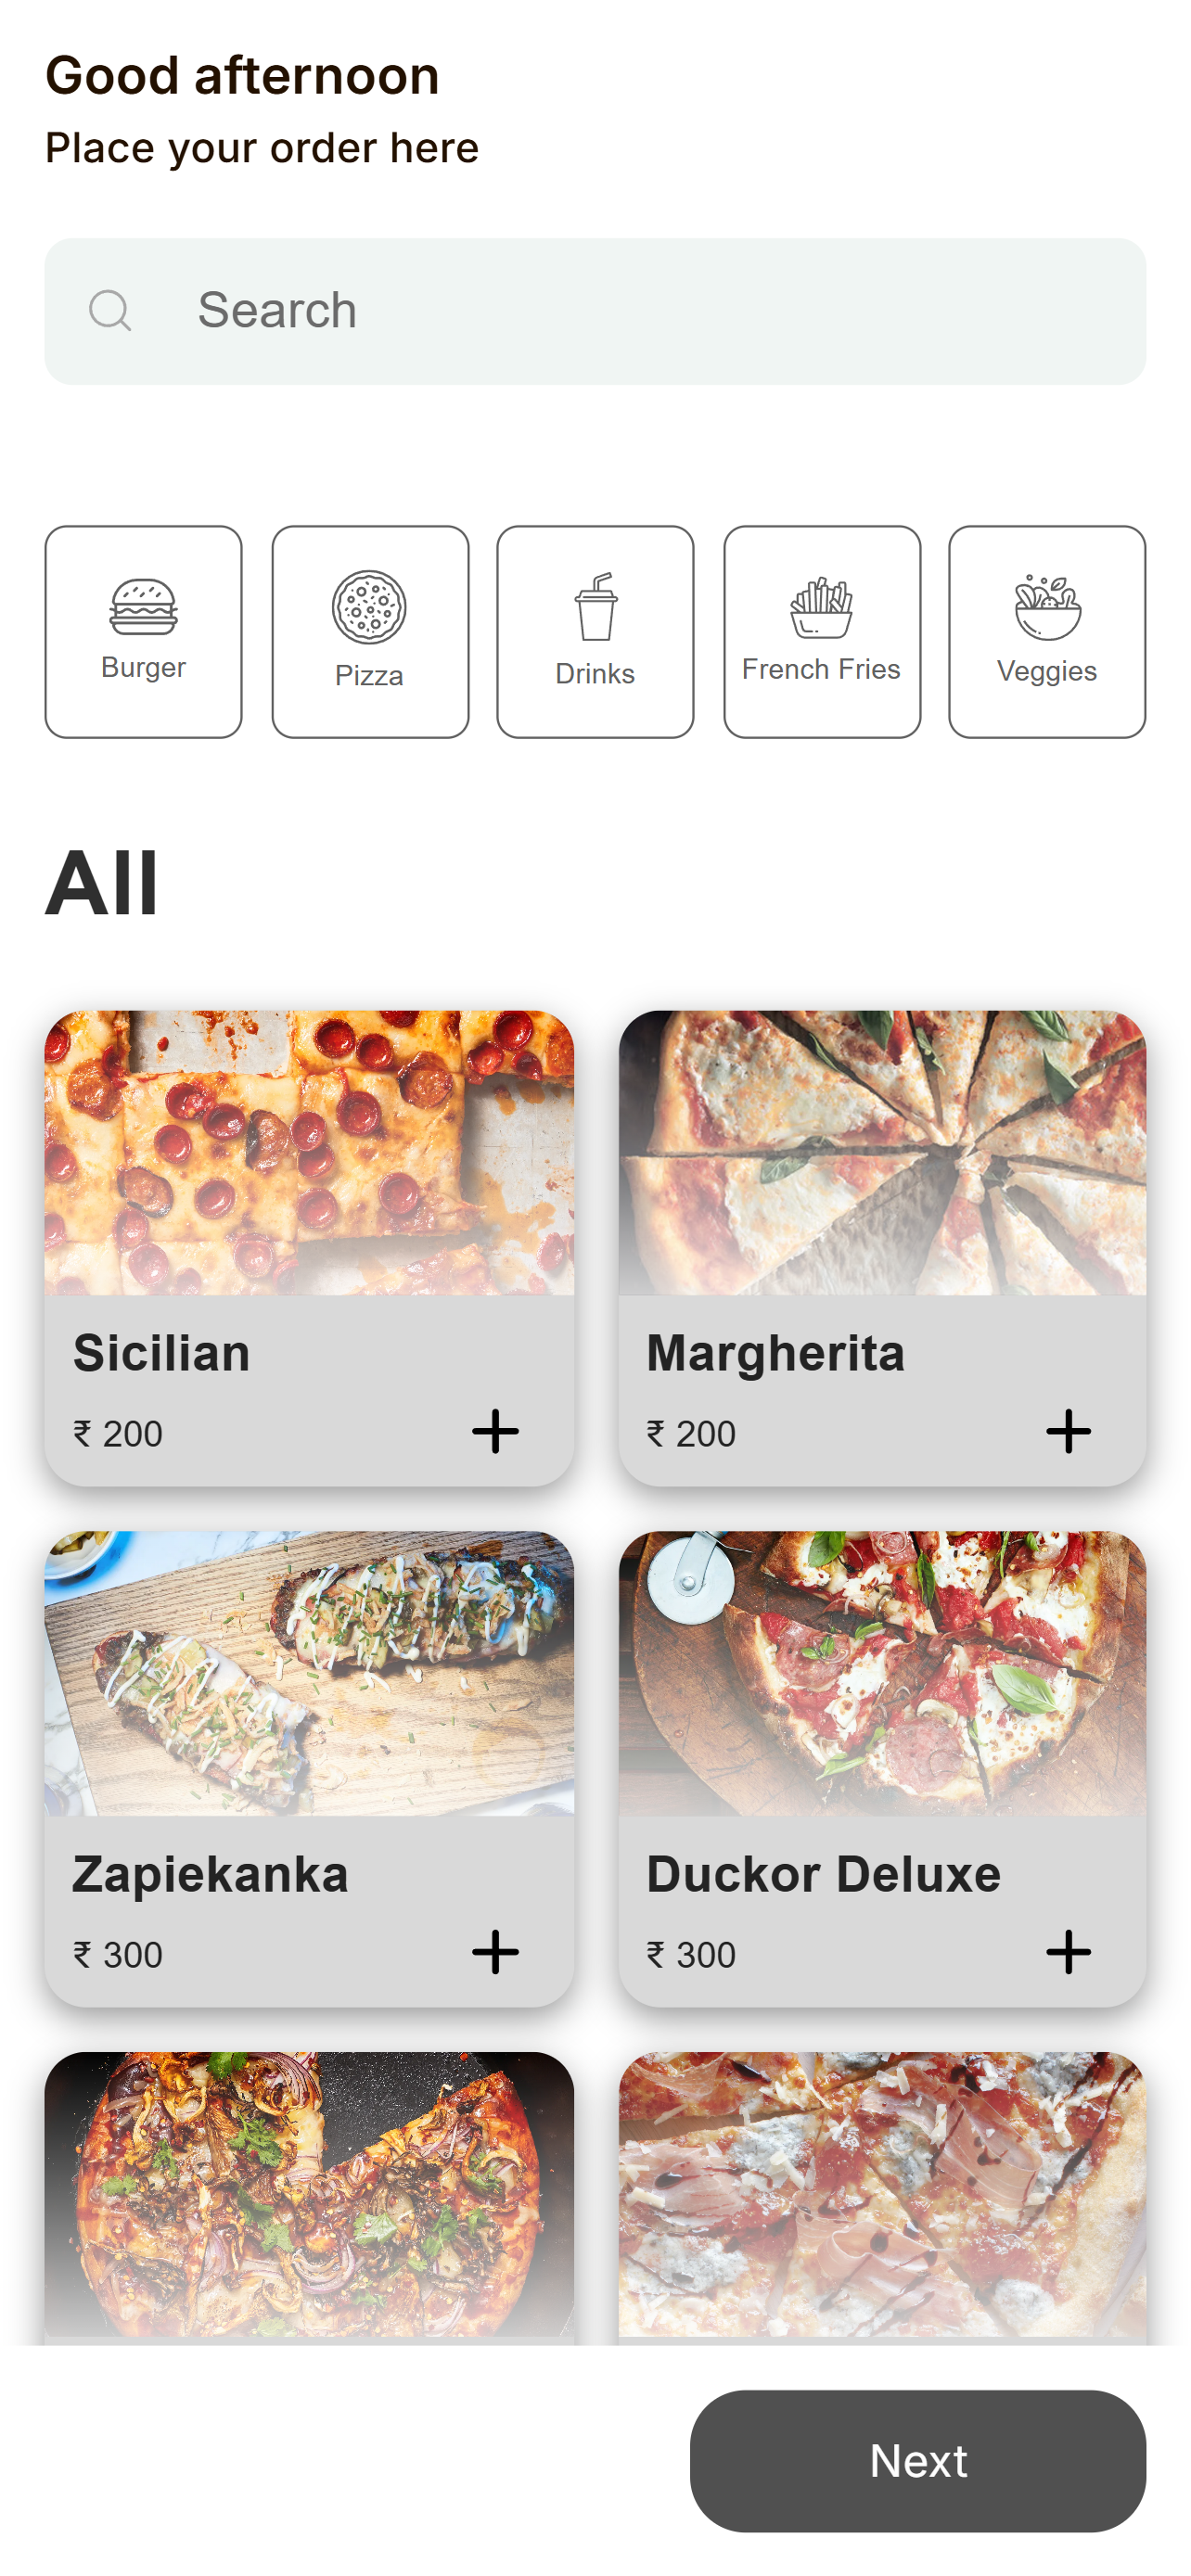 Good afternoon
Place your order here
Search
Burger
Pizza
Drinks
French Fries
Veggies
All
Sicilian
₹ 200
Margherita
₹ 200
Zapiekanka
₹ 300
Duckor Deluxe
₹ 300
Next